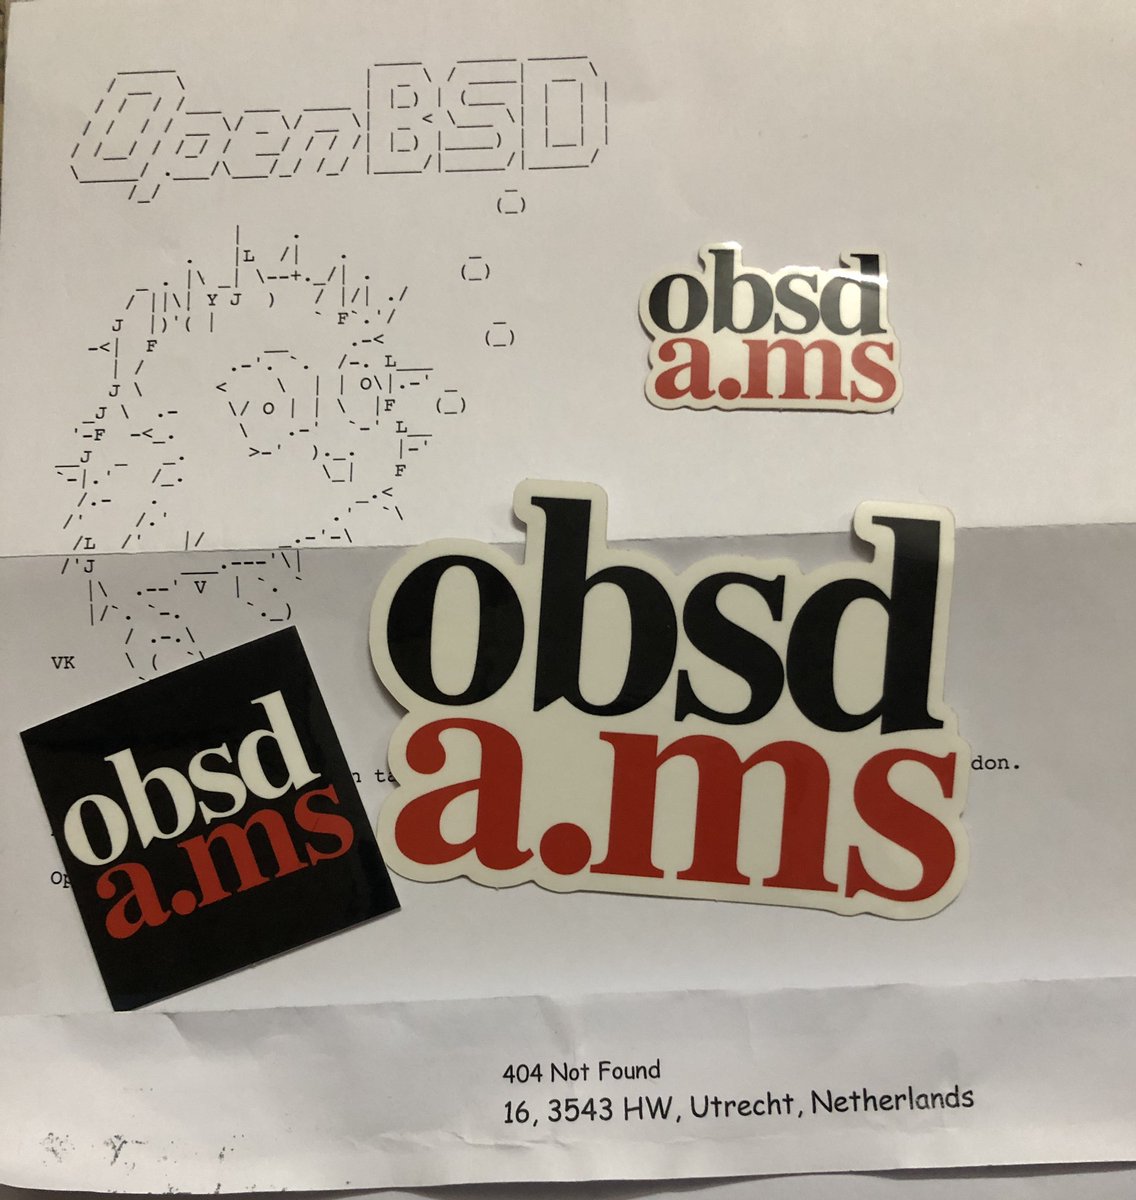 OpenBSD
obsd
a.ms
obsd
a.ms
VK
obsd
a.ms
don.
404 Not Found
16, 3543 HW, Utrecht, Netherlands